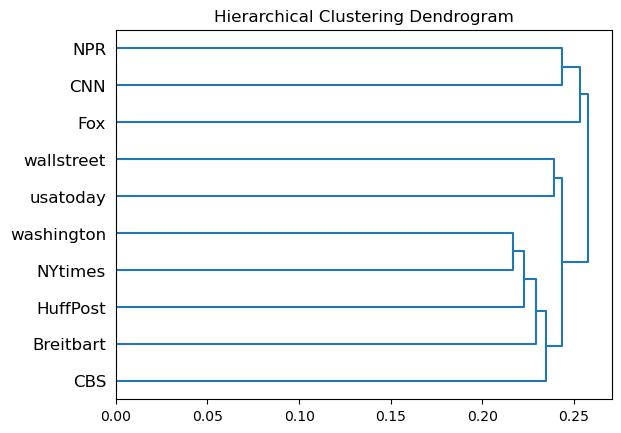 Hierarchical Clustering Dendrogram
NPR
CNN
Fox
wallstreet
usatoday
washington
NYtimes
HuffPost
Breitbart
CBS
0.00 0.05 0.10 0.15 0.20 0.25